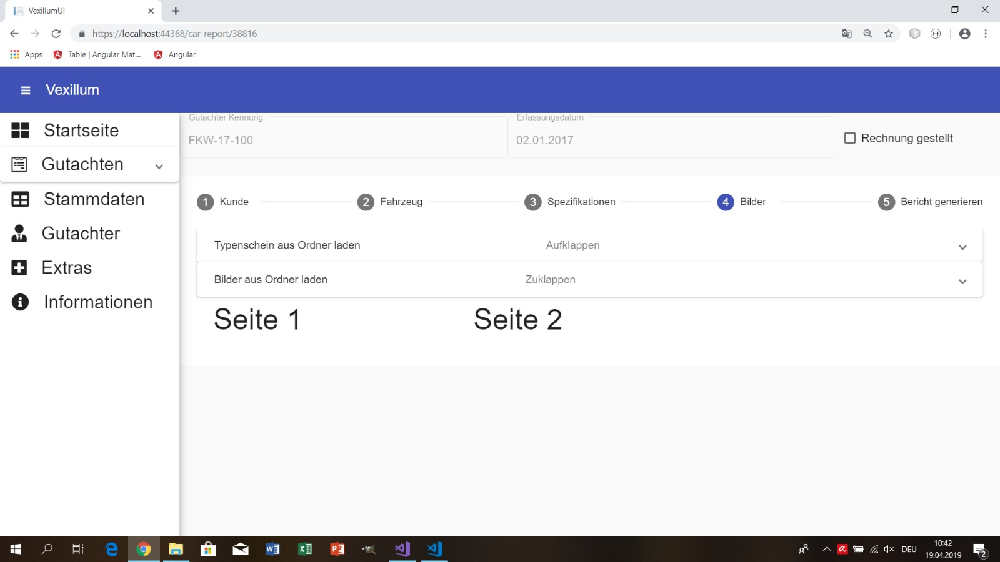 VexillumUI
https://localhost:44368/car-report/38816
Apps Table | Angular Mat... Angular
Vexillum
Startseite
Gutachten
Stammdaten
Gutachter
Extras
Informationen
Gutachter Kennung Erfassungsdatum
FKW-17-100 02.01.2017 Rechnung gestellt
1 Kunde 2 Fahrzeug 3 Spezifikationen 4 Bilder 5 Bericht generieren
Typenschein aus Ordner laden Aufklappen
Bilder aus Ordner laden Zuklappen
Seite 1 Seite 2
DEU 10:42
19.04.2019 2